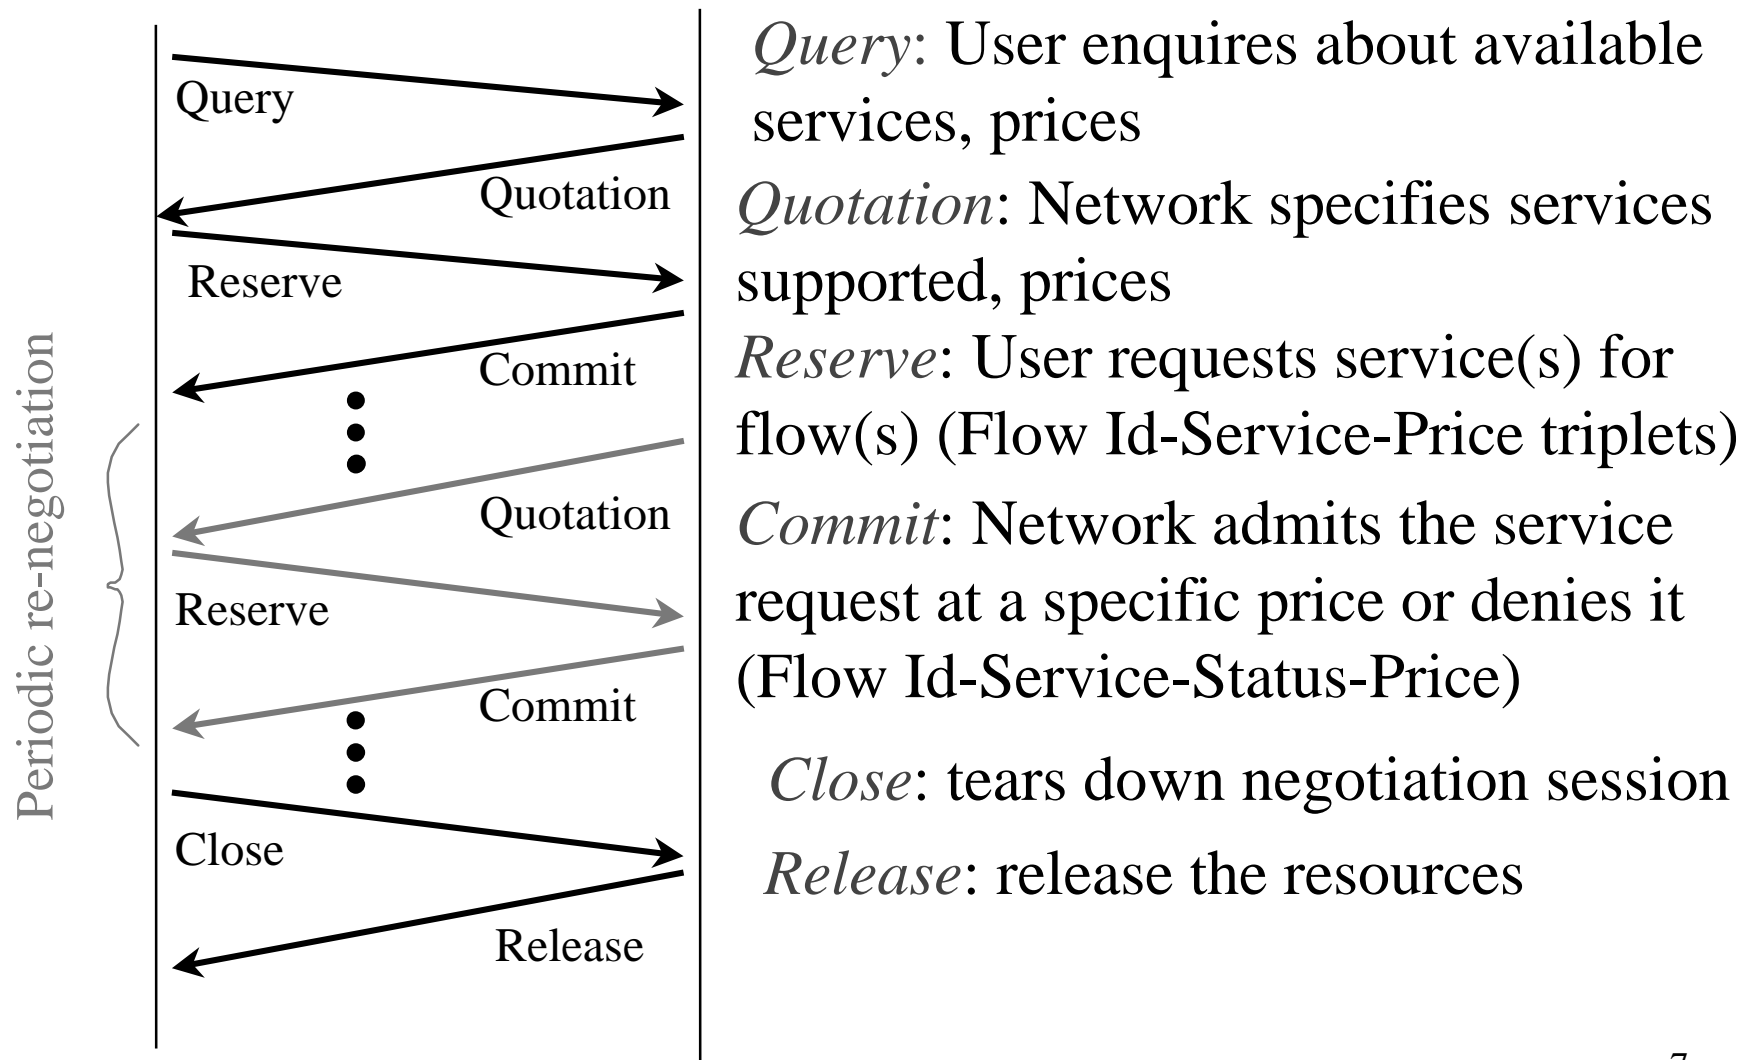 Query
Quotation
Reserve
Commit
Quotation
Reserve
Commit
Close
Release
Periodic re-negotiation
Query: User enquires about available
services, prices
Quotation: Network specifies services
supported, prices
Reserve: User requests service(s) for
flow(s) (Flow Id-Service-Price triplets)
Commit: Network admits the service
request at a specific price or denies it
(Flow Id-Service-Status-Price)
Close: tears down negotiation session
Release: release the resources
7